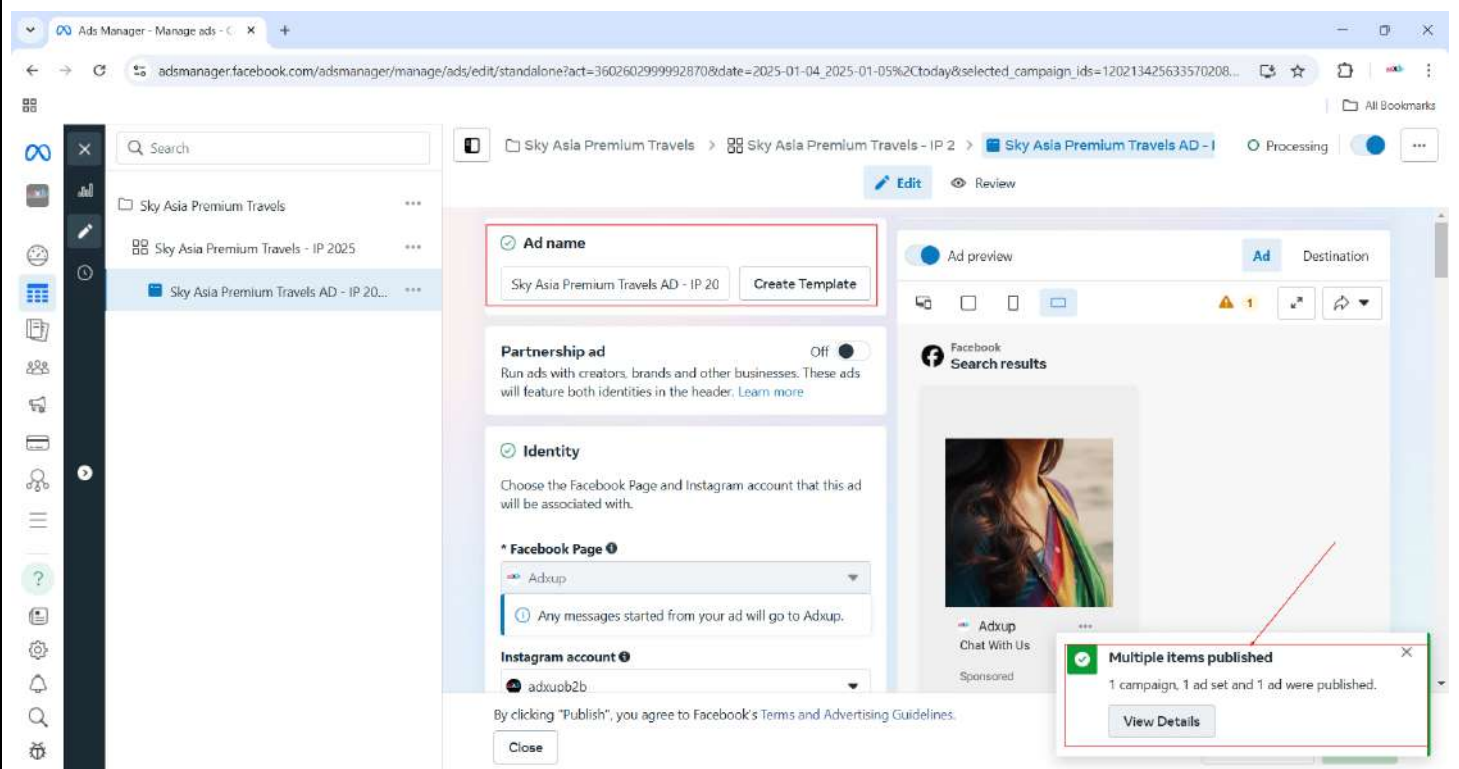 Ads Manager - Manage ads - C
adsmanager.facebook.com/adsmanager/manage/ads/edit/standalone?act=3602602999992870&date=2025-01-04_2025-01-05%2Ctoday&selected_campaign_ids=120213425633570208...
All Bookmarks
Search
Sky Asia Premium Travels
Sky Asia Premium Travels - IP 2025
Sky Asia Premium Travels AD - IP 20...
Sky Asia Premium Travels > Sky Asia Premium Travels - IP 2 > Sky Asia Premium Travels AD - I
Processing
Edit
Review
Ad name
Sky Asia Premium Travels AD - IP 20
Create Template
Partnership ad
Off
Run ads with creators, brands and other businesses. These ads
will feature both identities in the header. Learn more
Identity
Choose the Facebook Page and Instagram account that this ad
will be associated with.
* Facebook Page
Adxup
Any messages started from your ad will go to Adxup.
Instagram account
adxupb2b
Ad preview
Ad
Destination
1
Facebook
Search results
Adxup
Chat With Us
Sponsored
Multiple items published
1 campaign, 1 ad set and 1 ad were published.
View Details
By clicking "Publish", you agree to Facebook's Terms and Advertising Guidelines.
Close